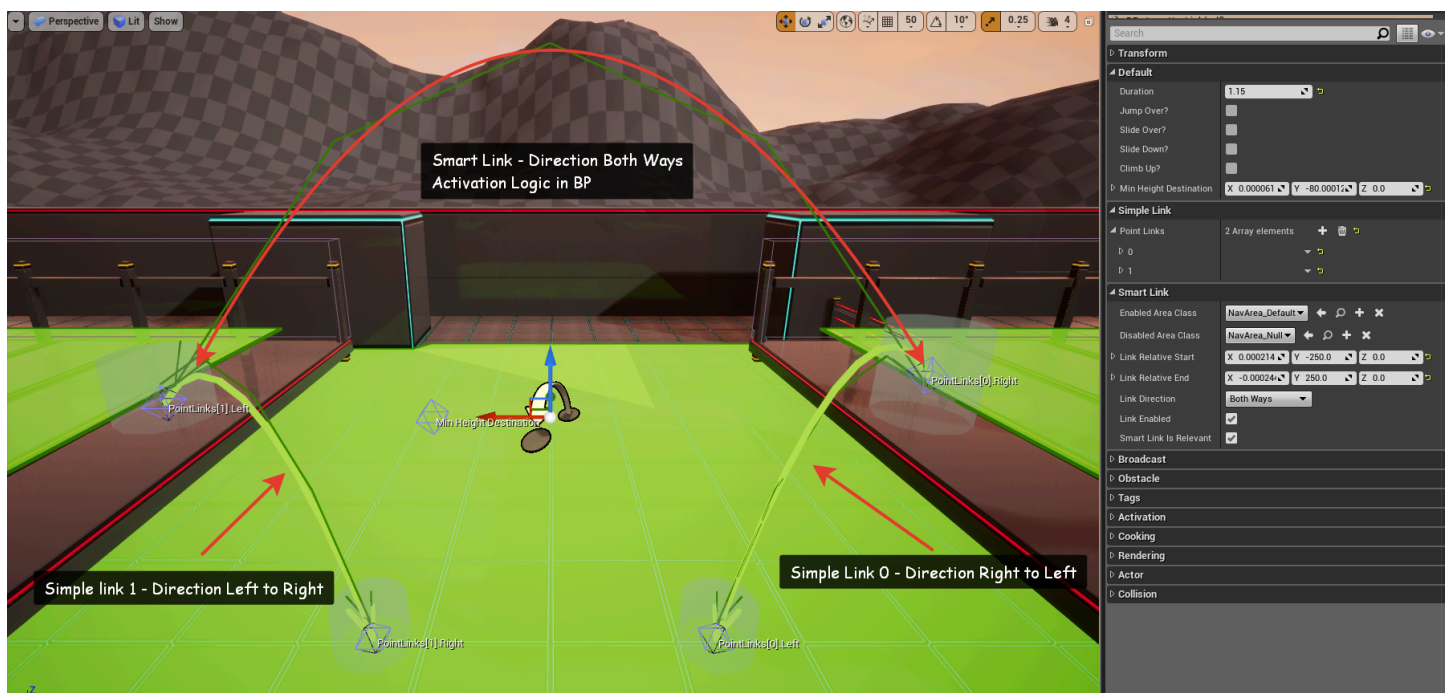 Perspective
Lit
Show
50
10°
0.25
4
Smart Link - Direction Both Ways
Activation Logic in BP
PointLinks[1].Left
Min Height Destination
PointLinks[0].Right
Simple link 1 - Direction Left to Right
Simple Link 0 - Direction Right to Left
PointLinks[1].Right
PointLinks[0].Left
Z
Search
Transform
Default
Duration 1.15
Jump Over?
Slide Over?
Slide Down?
Climb Up?
Min Height Destination X 0.000061 Y -80.00012 Z 0.0
Simple Link
Point Links 2 Array elements
0
1
Smart Link
Enabled Area Class NavArea_Default
Disabled Area Class NavArea_Null
Link Relative Start X 0.000214 Y -250.0 Z 0.0
Link Relative End X -0.00024 Y 250.0 Z 0.0
Link Direction Both Ways
Link Enabled
Smart Link Is Relevant
Broadcast
Obstacle
Tags
Activation
Cooking
Rendering
Actor
Collision